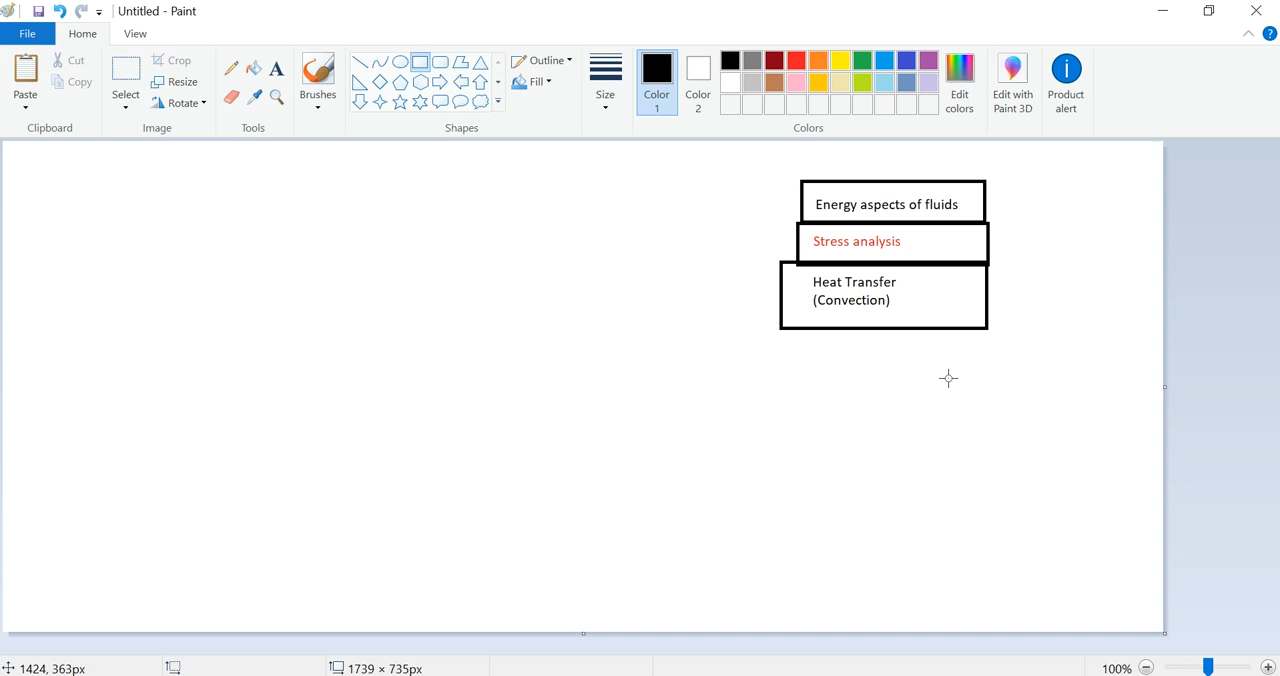 Untitled - Paint
File Home View
Paste
Cut
Copy
Clipboard
Select
Crop
Resize
Rotate
Image
Tools
Brushes
Shapes
Outline
Fill
Size
Color 1
Color 2
Colors
Edit colors
Edit with Paint 3D
Product alert
Energy aspects of fluids
Stress analysis
Heat Transfer
(Convection)
1424, 363px 1739 × 735px 100%